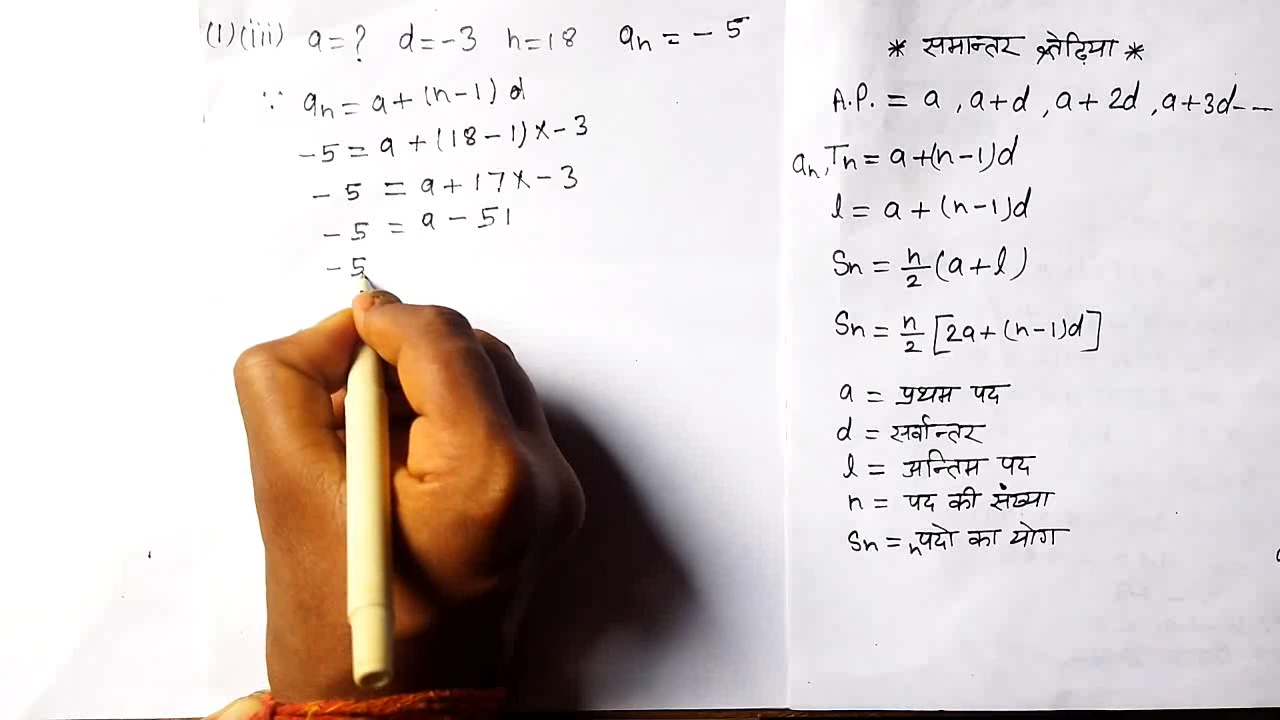 (1)(iii) a=? d=-3 n=18 an = - 5
∵ an = a+(n-1) d
-5 = a+(18-1)×-3
- 5 = a+17×-3
- 5 = a - 51
- 5
* समान्तर श्रेढ़िया *
A.P. = a , a+d , a+2d , a+3d---
an, Tn = a+(n-1)d
l = a + (n-1)d
Sn = n/2 (a+l)
Sn = n/2 [2a+(n-1)d]
a = प्रथम पद
d = सर्वान्तर
l = अन्तिम पद
n = पद की संख्या
Sn = n पदो का योग